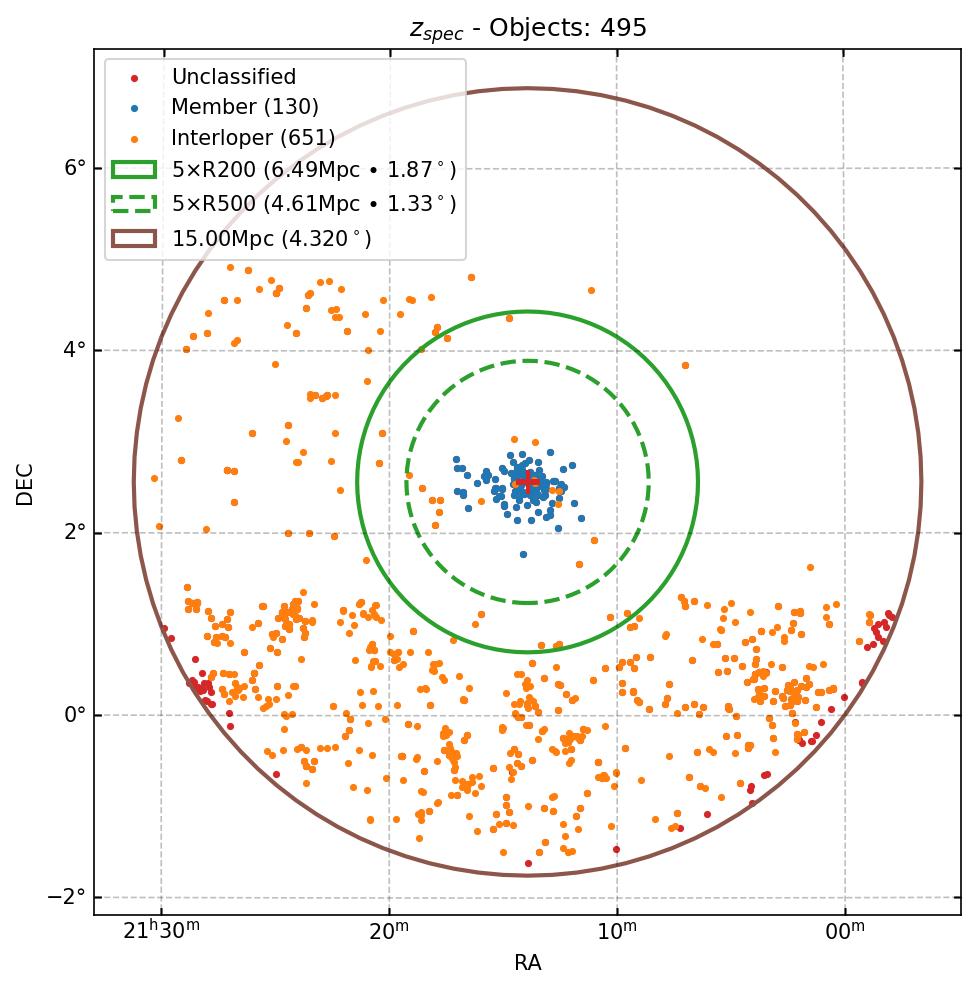 z_spec - Objects: 495
Unclassified
Member (130)
Interloper (651)
5×R200 (6.49Mpc • 1.87°)
5×R500 (4.61Mpc • 1.33°)
15.00Mpc (4.320°)
6°
4°
2°
0°
−2°
DEC
21ʰ30ᵐ 20ᵐ 10ᵐ 00ᵐ
RA